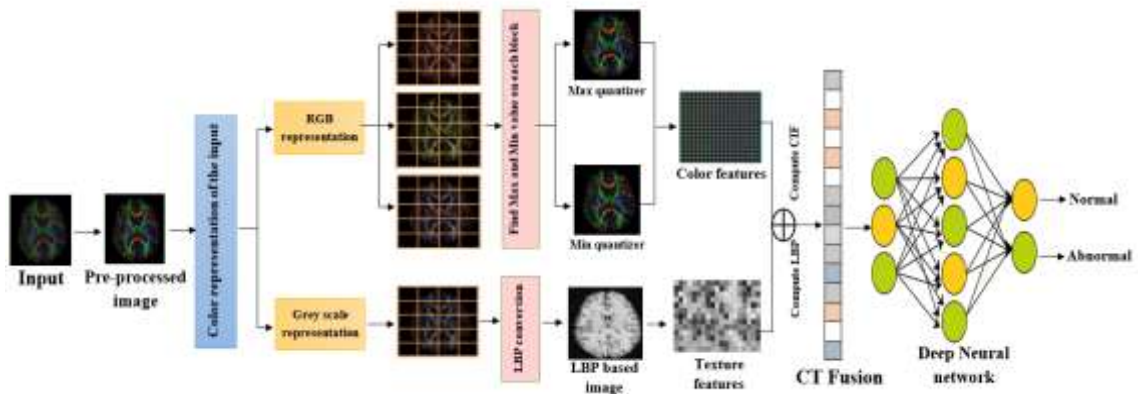 Input
Pre-processed
image
Color representation of the input
RGB
representation
Grey scale
representation
Find Max and Min value on each block
LBP conversion
Max quantizer
Min quantizer
LBP based
image
Color features
Texture
features
Compute CIF
Compute LBP
CT Fusion
Deep Neural
network
Normal
Abnormal